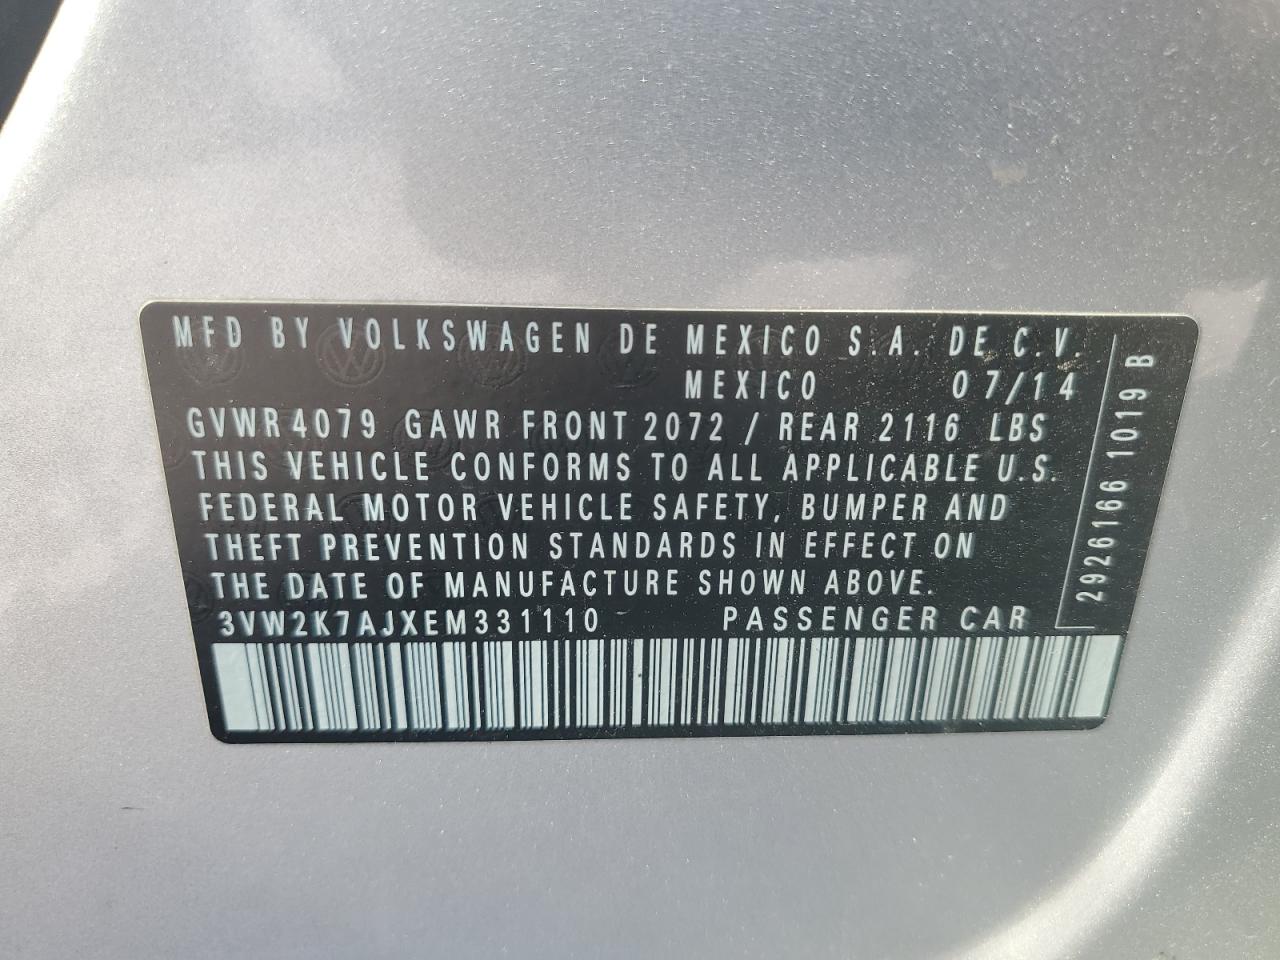 MFD BY VOLKSWAGEN DE MEXICO S.A. DE C.V.
MEXICO 07/14
GVWR 4079 GAWR FRONT 2072 / REAR 2116 LBS
THIS VEHICLE CONFORMS TO ALL APPLICABLE U.S.
FEDERAL MOTOR VEHICLE SAFETY, BUMPER AND
THEFT PREVENTION STANDARDS IN EFFECT ON
THE DATE OF MANUFACTURE SHOWN ABOVE.
3VW2K7AJXEM331110 PASSENGER CAR
2926166 1019 B